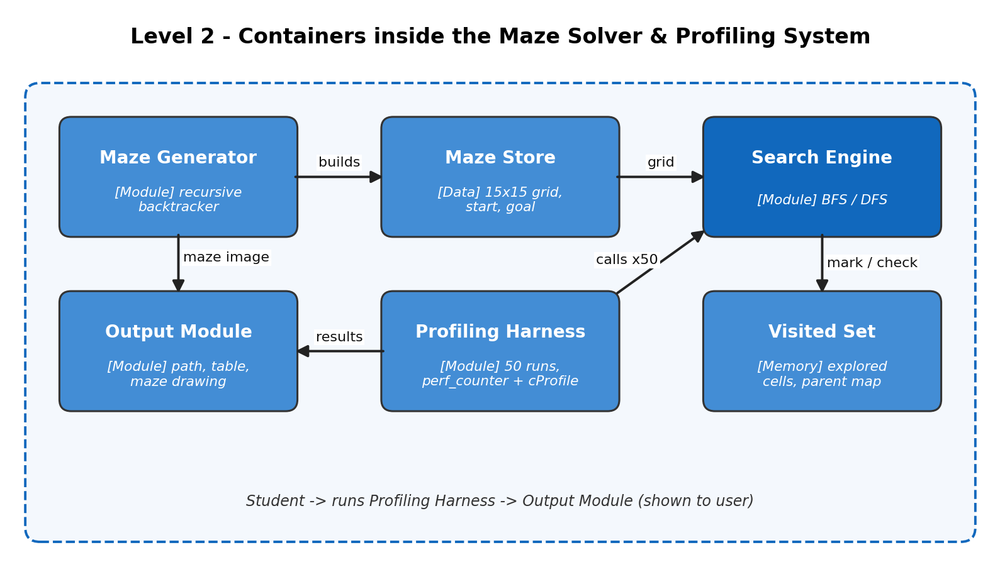 Level 2 - Containers inside the Maze Solver & Profiling System
Maze Generator
[Module] recursive
backtracker
builds
Maze Store
[Data] 15x15 grid,
start, goal
grid
Search Engine
[Module] BFS / DFS
maze image
calls x50
mark / check
Output Module
[Module] path, table,
maze drawing
results
Profiling Harness
[Module] 50 runs,
perf_counter + cProfile
Visited Set
[Memory] explored
cells, parent map
Student -> runs Profiling Harness -> Output Module (shown to user)